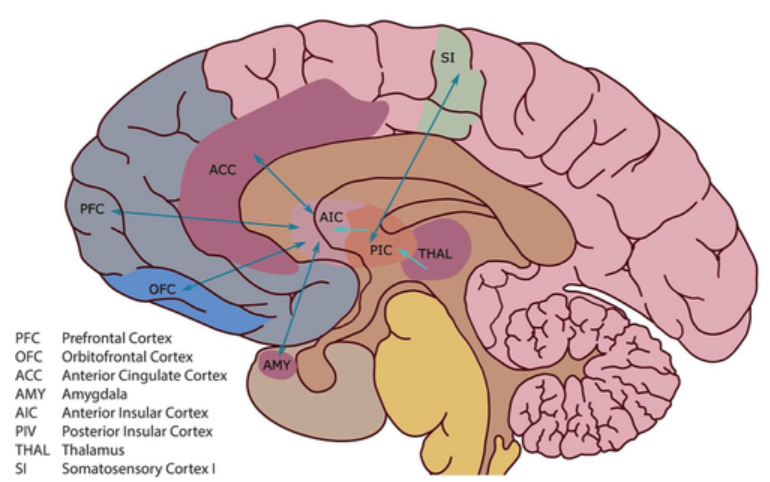 SI
ACC
PFC
AIC
PIC
THAL
OFC
AMY
PFC Prefrontal Cortex
OFC Orbitofrontal Cortex
ACC Anterior Cingulate Cortex
AMY Amygdala
AIC Anterior Insular Cortex
PIV Posterior Insular Cortex
THAL Thalamus
SI Somatosensory Cortex I